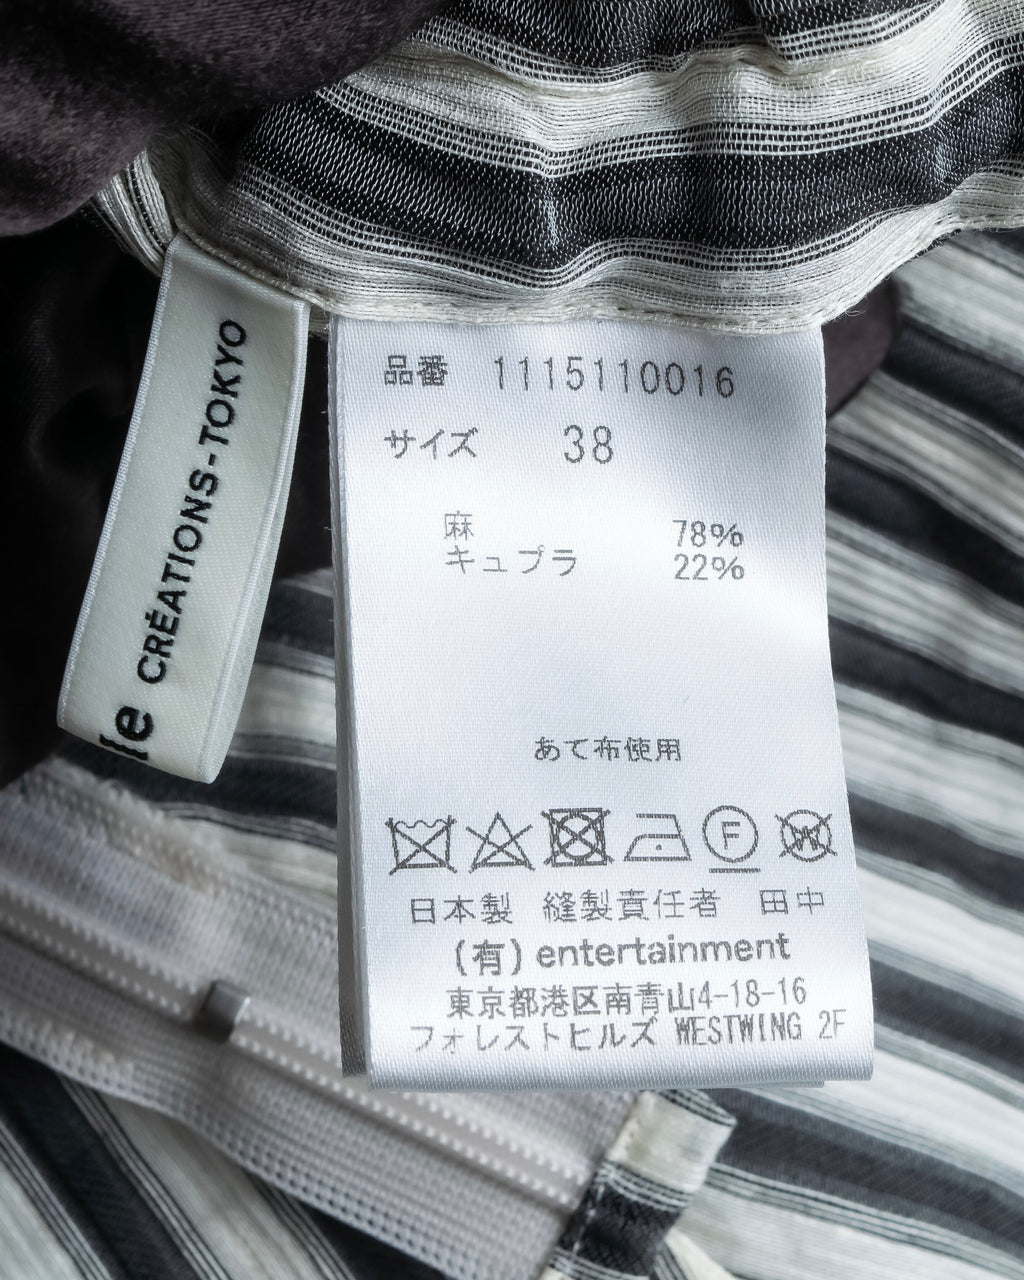 le CRÉATIONS-TOKYO
品番 1115110016
サイズ 38
麻 78%
キュプラ 22%
あて布使用
F W
日本製 縫製責任者 田中
(有) entertainment
東京都港区南青山4-18-16
フォレストヒルズ WESTWING 2F